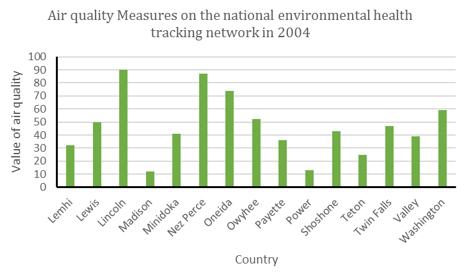 Air quality Measures on the national environmental health
tracking network in 2004
Value of air quality
100
90
80
70
60
50
40
30
20
10
0
Lemhi
Lewis
Lincoln
Madison
Minidoka
Nez Perce
Oneida
Owyhee
Payette
Power
Shoshone
Teton
Twin Falls
Valley
Washington
Country